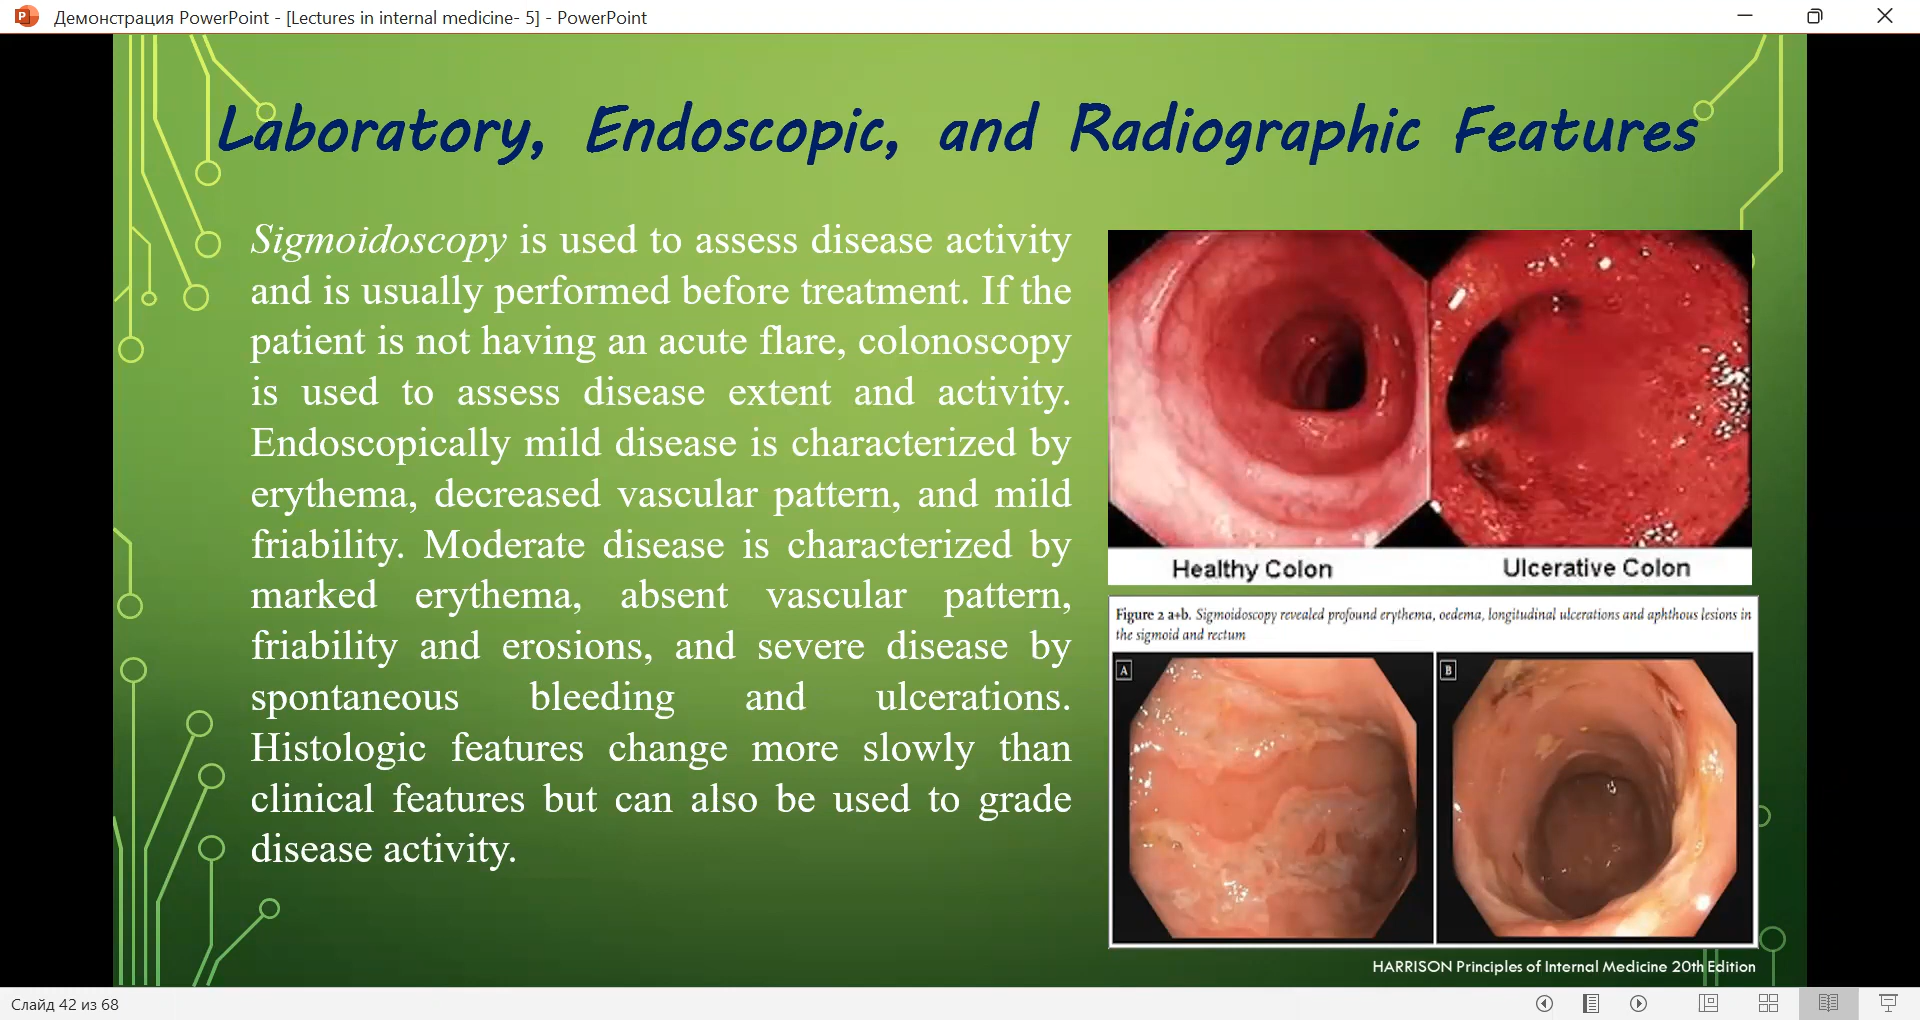 Демонстрация PowerPoint - [Lectures in internal medicine- 5] - PowerPoint
Laboratory, Endoscopic, and Radiographic Features
Sigmoidoscopy is used to assess disease activity
and is usually performed before treatment. If the
patient is not having an acute flare, colonoscopy
is used to assess disease extent and activity.
Endoscopically mild disease is characterized by
erythema, decreased vascular pattern, and mild
friability. Moderate disease is characterized by
marked erythema, absent vascular pattern,
friability and erosions, and severe disease by
spontaneous bleeding and ulcerations.
Histologic features change more slowly than
clinical features but can also be used to grade
disease activity.
Healthy Colon
Ulcerative Colon
Figure 2 a+b. Sigmoidoscopy revealed profound erythema, oedema, longitudinal ulcerations and aphthous lesions in
the sigmoid and rectum
A
B
HARRISON Principles of Internal Medicine 20th Edition
Слайд 42 из 68